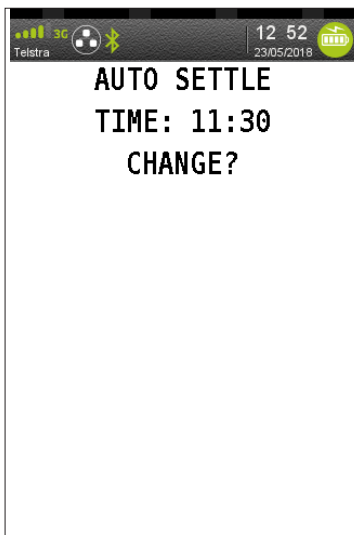 3G
12 52
Telstra
23/05/2018
AUTO SETTLE
TIME: 11:30
CHANGE?